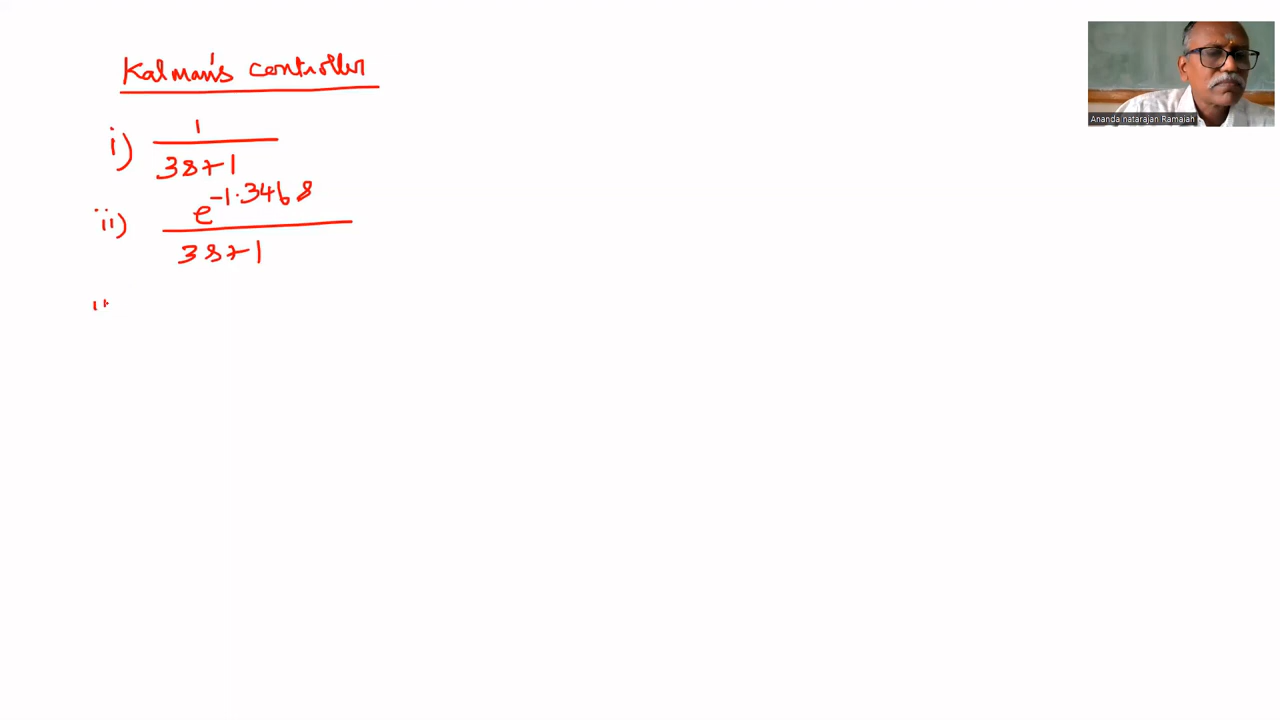 Kalman's controller
i) 1
3s+1
ii) e^-1.346s
3s+1
Ananda natarajan Ramaiah